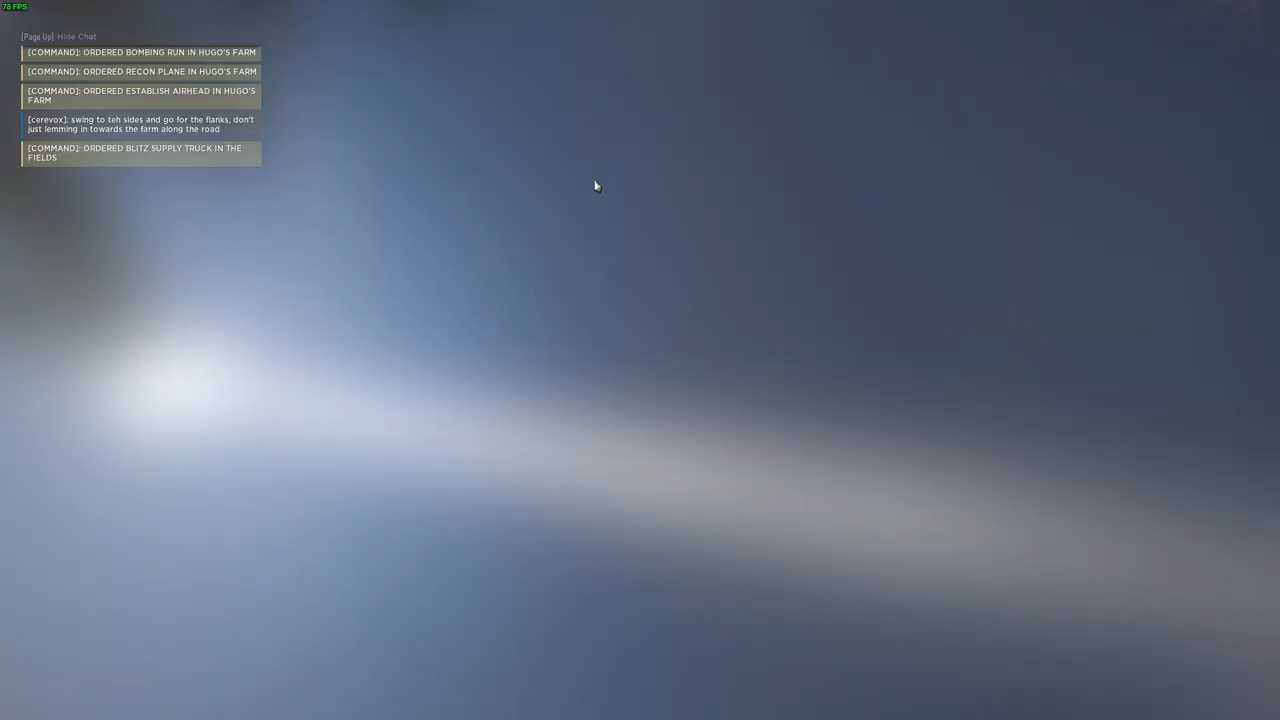 78 FPS
[Page Up] Hide Chat
[COMMAND]: ORDERED BOMBING RUN IN HUGO'S FARM
[COMMAND]: ORDERED RECON PLANE IN HUGO'S FARM
[COMMAND]: ORDERED ESTABLISH AIRHEAD IN HUGO'S
FARM
[cerevox]: swing to teh sides and go for the flanks, don't
just lemming in towards the farm along the road
[COMMAND]: ORDERED BLITZ SUPPLY TRUCK IN THE
FIELDS